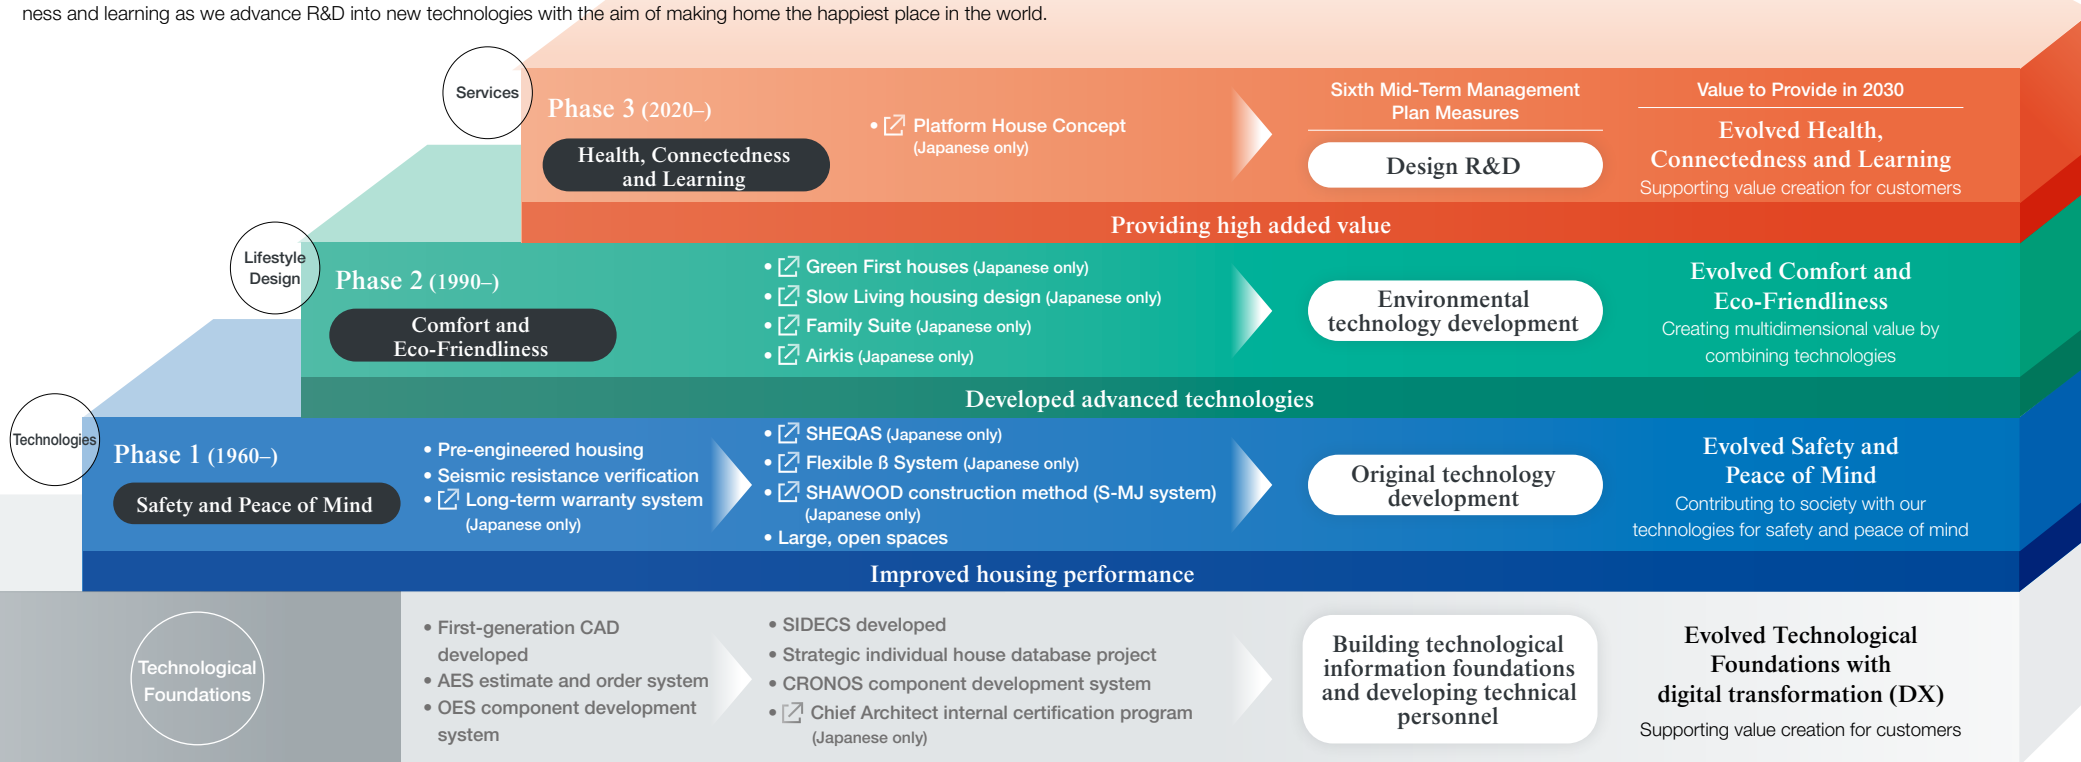 ness and learning as we advance R&D into new technologies with the aim of making home the happiest place in the world.
Services
Phase 3 (2020–)
Health, Connectedness
and Learning
• Platform House Concept
(Japanese only)
Sixth Mid-Term Management
Plan Measures
Design R&D
Value to Provide in 2030
Evolved Health,
Connectedness and Learning
Supporting value creation for customers
Providing high added value
Lifestyle
Design
Phase 2 (1990–)
Comfort and
Eco-Friendliness
• Green First houses (Japanese only)
• Slow Living housing design (Japanese only)
• Family Suite (Japanese only)
• Airkis (Japanese only)
Environmental
technology development
Evolved Comfort and
Eco-Friendliness
Creating multidimensional value by
combining technologies
Developed advanced technologies
Technologies
Phase 1 (1960–)
Safety and Peace of Mind
• Pre-engineered housing
• Seismic resistance verification
• Long-term warranty system
(Japanese only)
• SHEQAS (Japanese only)
• Flexible ß System (Japanese only)
• SHAWOOD construction method (S-MJ system)
(Japanese only)
• Large, open spaces
Original technology
development
Evolved Safety and
Peace of Mind
Contributing to society with our
technologies for safety and peace of mind
Improved housing performance
Technological
Foundations
• First-generation CAD
developed
• AES estimate and order system
• OES component development
system
• SIDECS developed
• Strategic individual house database project
• CRONOS component development system
• Chief Architect internal certification program
(Japanese only)
Building technological
information foundations
and developing technical
personnel
Evolved Technological
Foundations with
digital transformation (DX)
Supporting value creation for customers